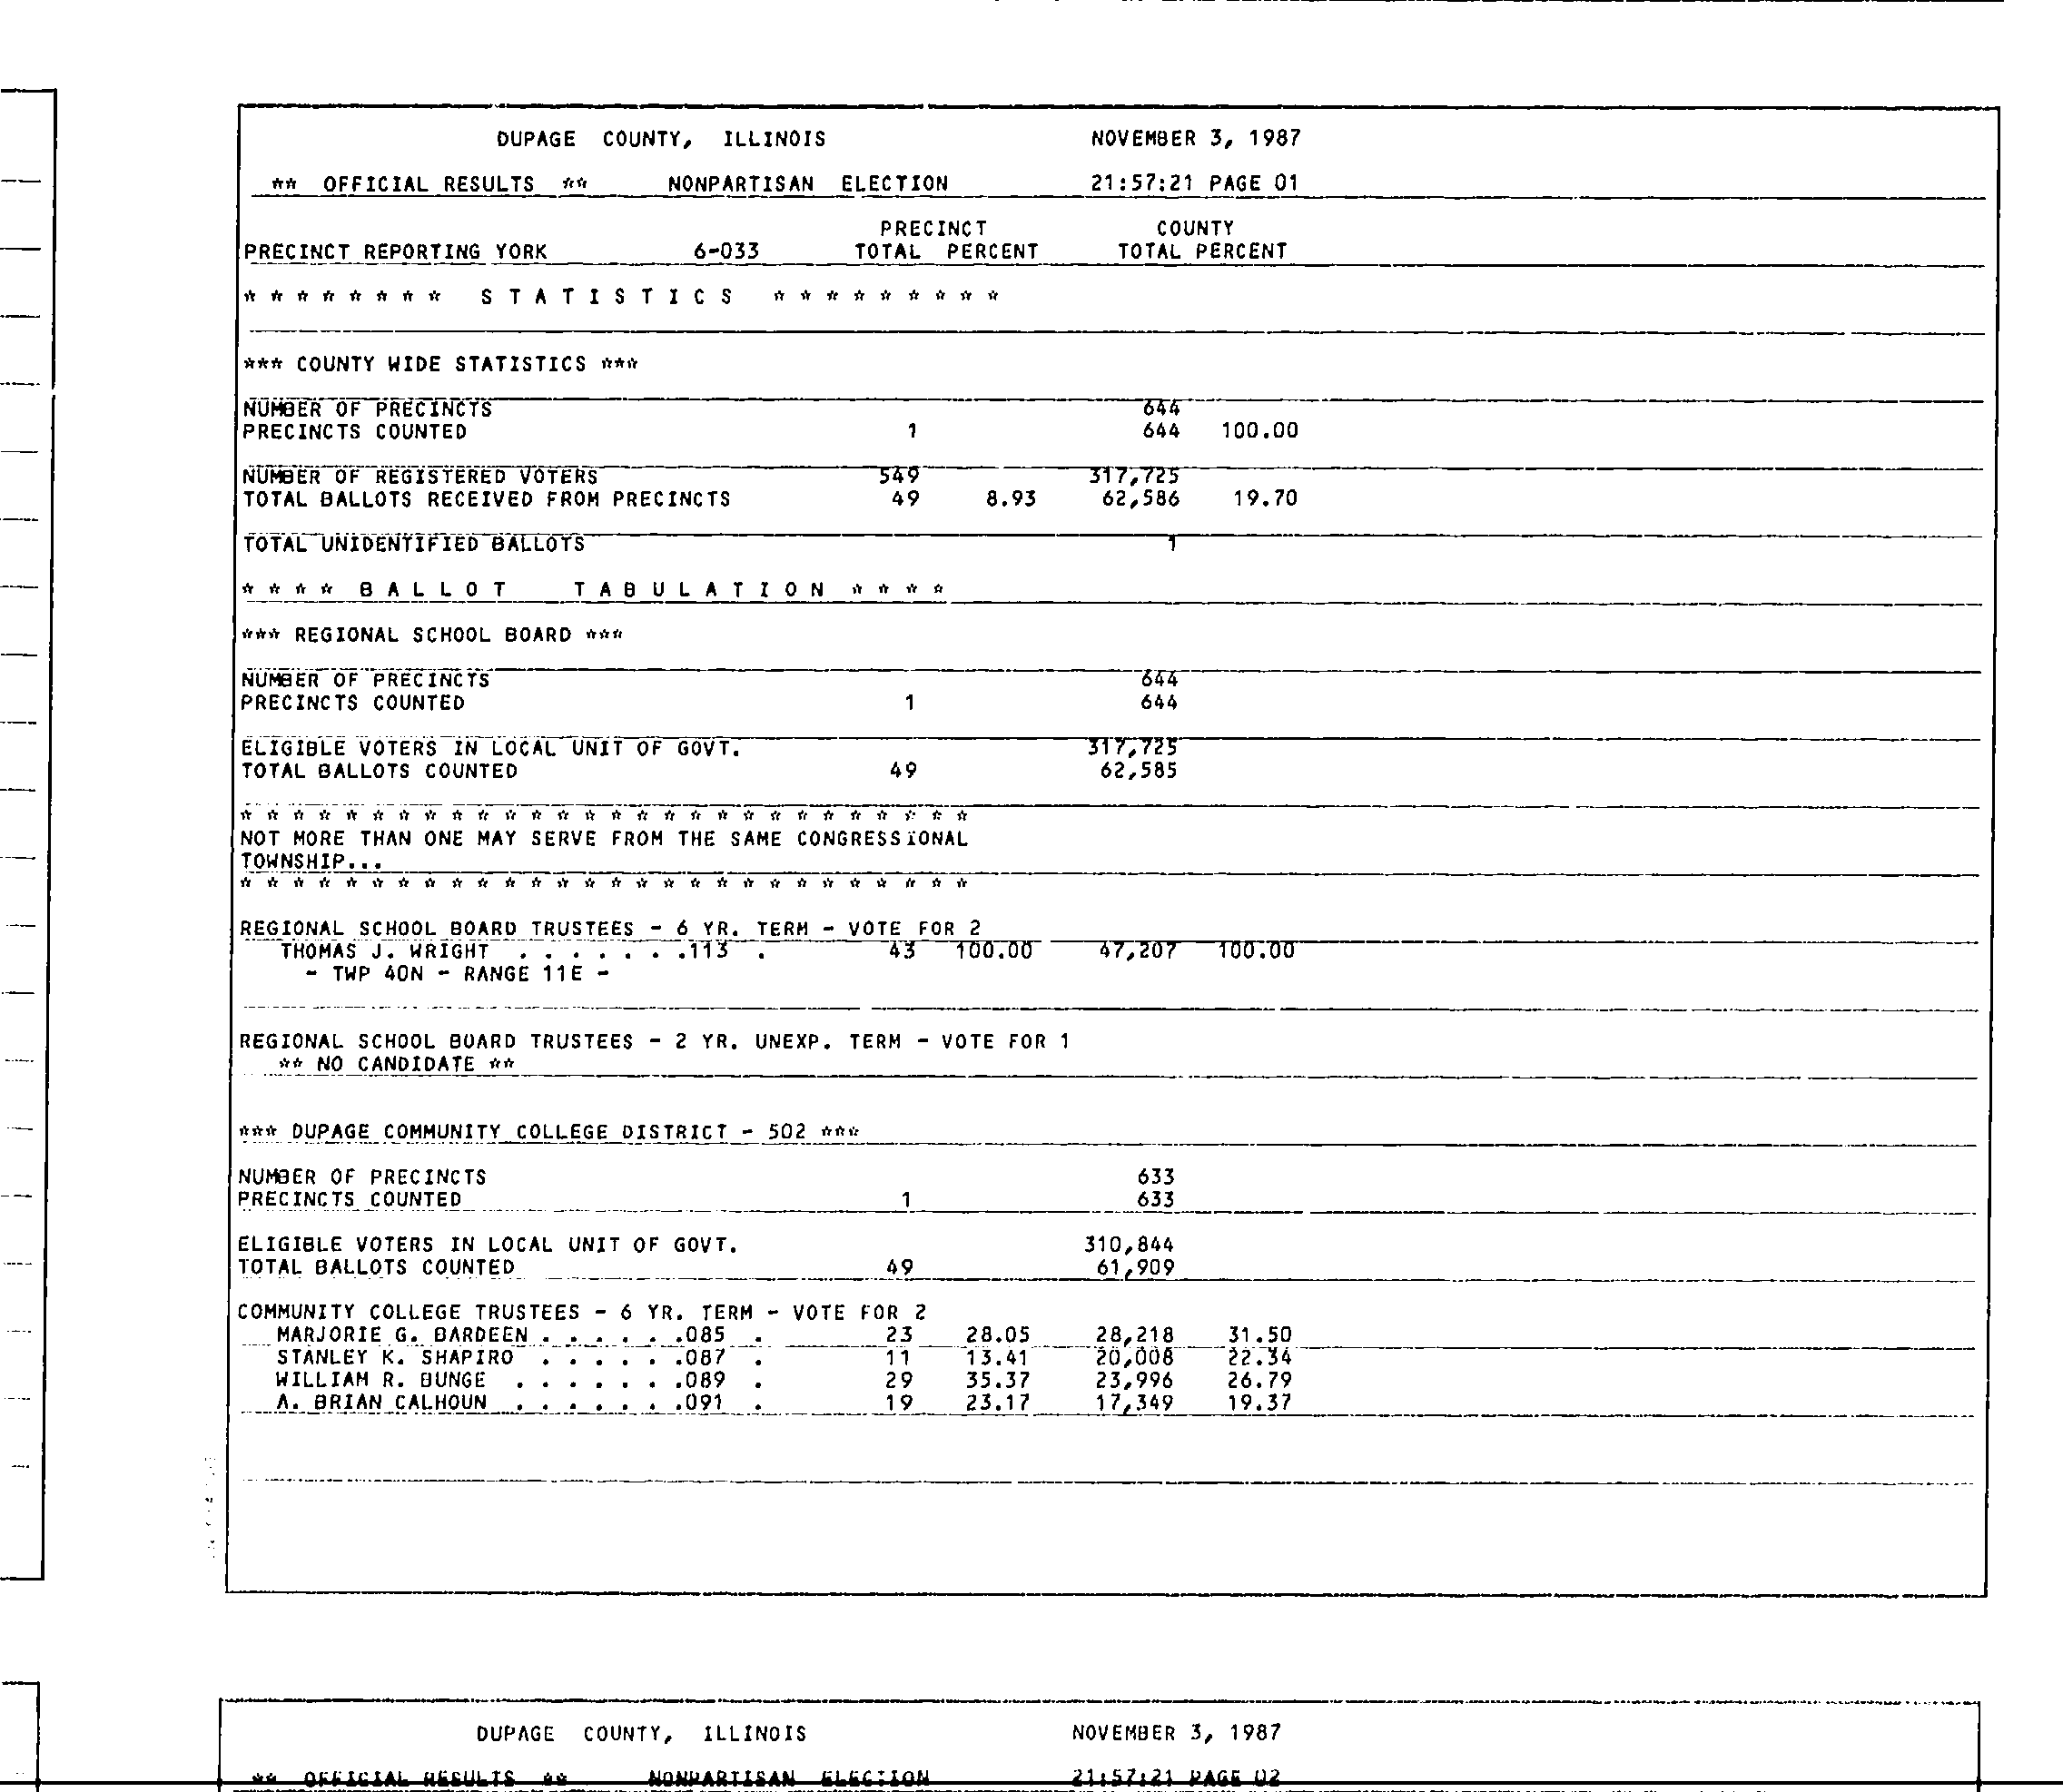 DUPAGE COUNTY, ILLINOIS NOVEMBER 3, 1987
** OFFICIAL RESULTS ** NONPARTISAN ELECTION 21:57:21 PAGE 01
PRECINCT COUNTY
PRECINCT REPORTING YORK 6-033 TOTAL PERCENT TOTAL PERCENT
* * * * * * * * S T A T I S T I C S * * * * * * * * *
*** COUNTY WIDE STATISTICS ***
NUMBER OF PRECINCTS 644
PRECINCTS COUNTED 1 644 100.00
NUMBER OF REGISTERED VOTERS 549 317,725
TOTAL BALLOTS RECEIVED FROM PRECINCTS 49 8.93 62,586 19.70
TOTAL UNIDENTIFIED BALLOTS 1
* * * * B A L L O T T A B U L A T I O N * * * *
*** REGIONAL SCHOOL BOARD ***
NUMBER OF PRECINCTS 644
PRECINCTS COUNTED 1 644
ELIGIBLE VOTERS IN LOCAL UNIT OF GOVT. 317,725
TOTAL BALLOTS COUNTED 49 62,585
* * * * * * * * * * * * * * * * * * * * * * * * * * * *
NOT MORE THAN ONE MAY SERVE FROM THE SAME CONGRESSIONAL
TOWNSHIP...
* * * * * * * * * * * * * * * * * * * * * * * * * * * *
REGIONAL SCHOOL BOARD TRUSTEES - 6 YR. TERM - VOTE FOR 2
THOMAS J. WRIGHT . . . . . . .113 . 43 100.00 47,207 100.00
- TWP 40N - RANGE 11E -
REGIONAL SCHOOL BOARD TRUSTEES - 2 YR. UNEXP. TERM - VOTE FOR 1
** NO CANDIDATE **
*** DUPAGE COMMUNITY COLLEGE DISTRICT - 502 ***
NUMBER OF PRECINCTS 633
PRECINCTS COUNTED 1 633
ELIGIBLE VOTERS IN LOCAL UNIT OF GOVT. 310,844
TOTAL BALLOTS COUNTED 49 61,909
COMMUNITY COLLEGE TRUSTEES - 6 YR. TERM - VOTE FOR 2
MARJORIE G. BARDEEN . . . . . .085 . 23 28.05 28,218 31.50
STANLEY K. SHAPIRO . . . . . .087 . 11 13.41 20,008 22.34
WILLIAM R. BUNGE . . . . . . .089 . 29 35.37 23,996 26.79
A. BRIAN CALHOUN . . . . . . .091 . 19 23.17 17,349 19.37
DUPAGE COUNTY, ILLINOIS NOVEMBER 3, 1987
** OFFICIAL RESULTS ** NONPARTISAN ELECTION 21:57:21 PAGE 02